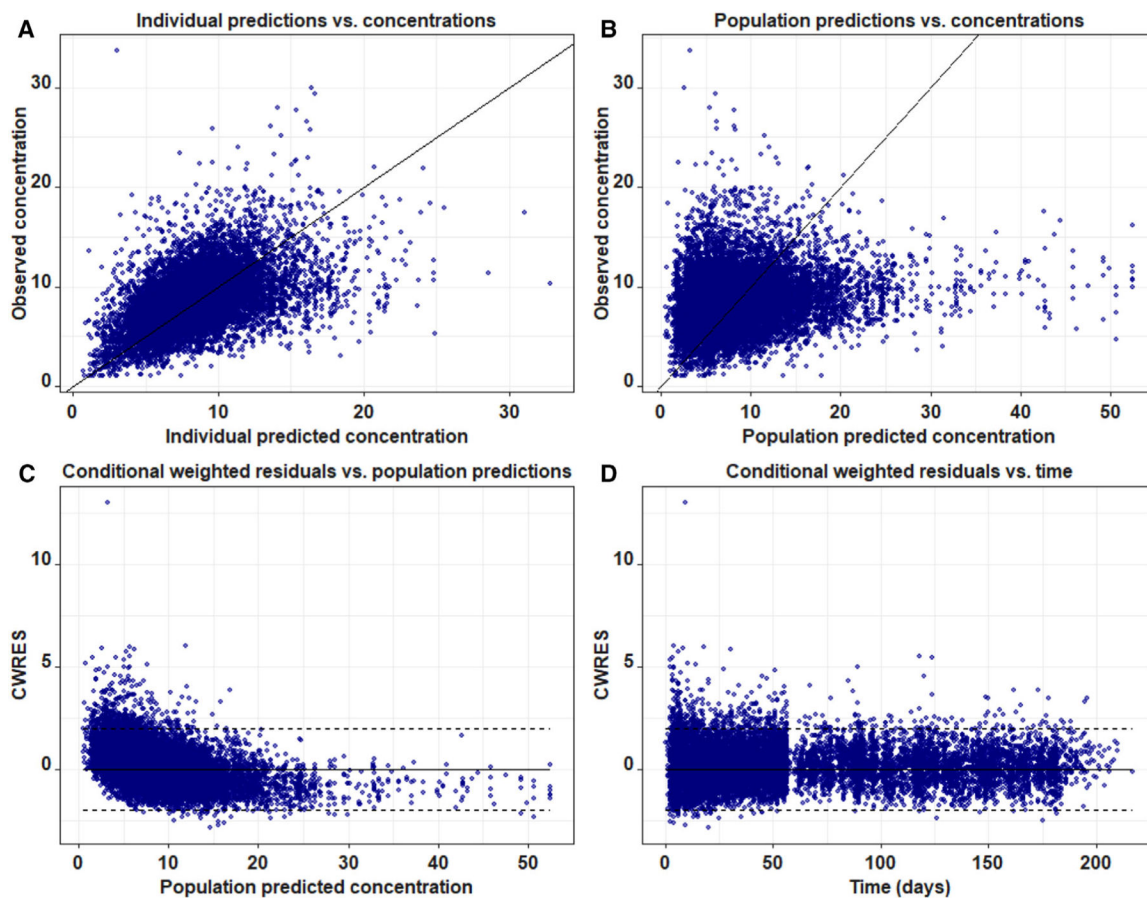 A
Individual predictions vs. concentrations
Observed concentration
30
20
10
0
0 10 20 30
Individual predicted concentration
B
Population predictions vs. concentrations
Observed concentration
30
20
10
0
0 10 20 30 40 50
Population predicted concentration
C
Conditional weighted residuals vs. population predictions
CWRES
10
5
0
0 10 20 30 40 50
Population predicted concentration
D
Conditional weighted residuals vs. time
CWRES
10
5
0
0 50 100 150 200
Time (days)